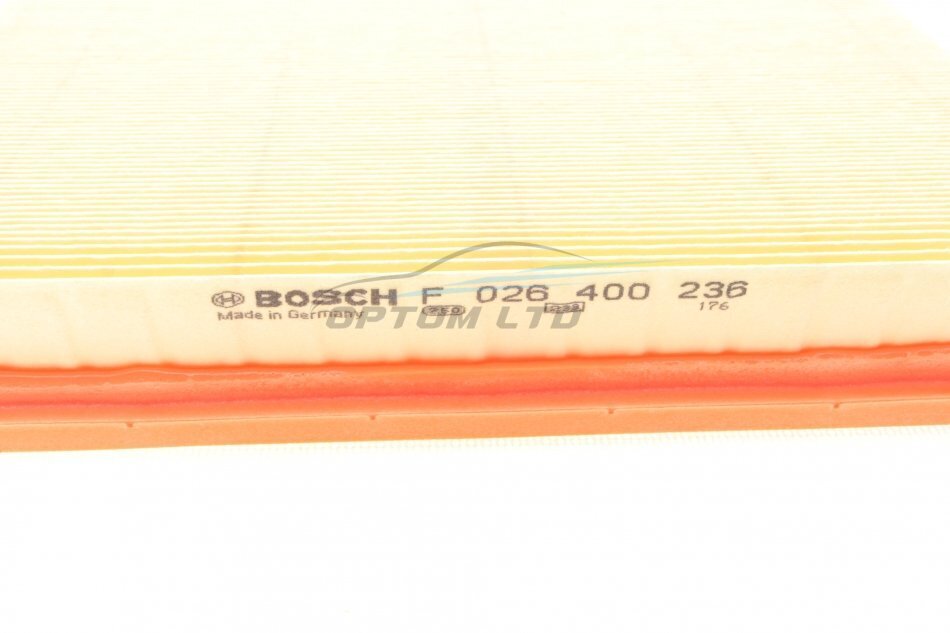 BOSCH F 026 400 236
Made in Germany 176
OPTOM LTD